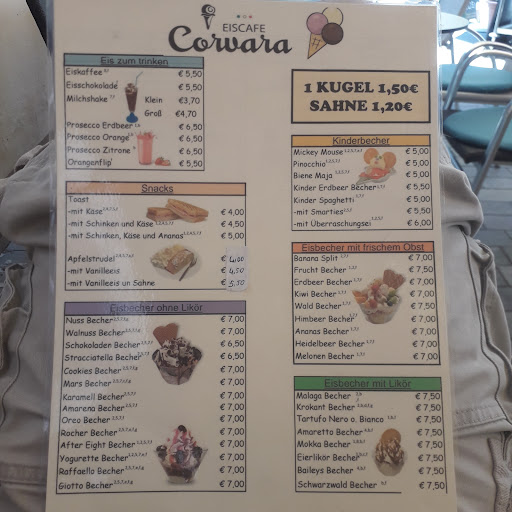 EISCAFE
Corvara
1 KUGEL 1,50€
SAHNE 1,20€
Eis zum trinken
Eiskaffee € 5,50
Eisschokolade € 5,50
Milchshake Klein €3,70
Groß €4,70
Prosecco Erdbeer € 6,50
Prosecco Orange € 6,50
Prosecco Zitrone € 6,50
Orangenflip € 5,50
Snacks
Toast
-mit Käse € 4,00
-mit Schinken und Käse € 4,50
-mit Schinken, Käse und Ananas € 5,00
Apfelstrudel € 4,00
-mit Vanilleeis € 4,50
-mit Vanilleeis un Sahne € 5,50
Eisbecher ohne Likör
Nuss Becher € 7,00
Walnuss Becher € 7,00
Schokoladen Becher € 6,50
Stracciatella Becher € 6,50
Cookies Becher € 7,00
Mars Becher € 7,00
Karamell Becher € 7,00
Amarena Becher € 7,00
Oreo Becher € 7,00
Rocher Becher € 7,00
After Eight Becher € 7,00
Yogurette Becher € 7,00
Raffaello Becher € 7,00
Giotto Becher € 7,00
Kinderbecher
Mickey Mouse € 5,00
Pinocchio € 5,00
Biene Maja € 5,00
Kinder Erdbeer Becher € 5,50
Kinder Spaghetti € 5,00
-mit Smarties € 5,50
-mit Überraschungsei € 6,00
Eisbecher mit frischem Obst
Banana Split € 7,00
Frucht Becher € 7,50
Erdbeer Becher € 7,00
Kiwi Becher € 7,00
Wald Becher € 7,50
Himbeer Becher € 7,00
Ananas Becher € 7,00
Heidelbeer Becher € 7,00
Melonen Becher € 7,00
Eisbecher mit Likör
Malaga Becher € 7,50
Krokant Becher € 7,50
Tartufo Nero o. Bianco € 7,50
Amaretto Becher € 7,50
Mokka Becher € 7,50
Eierlikör Becher € 7,50
Baileys Becher € 7,50
Schwarzwald Becher € 7,50